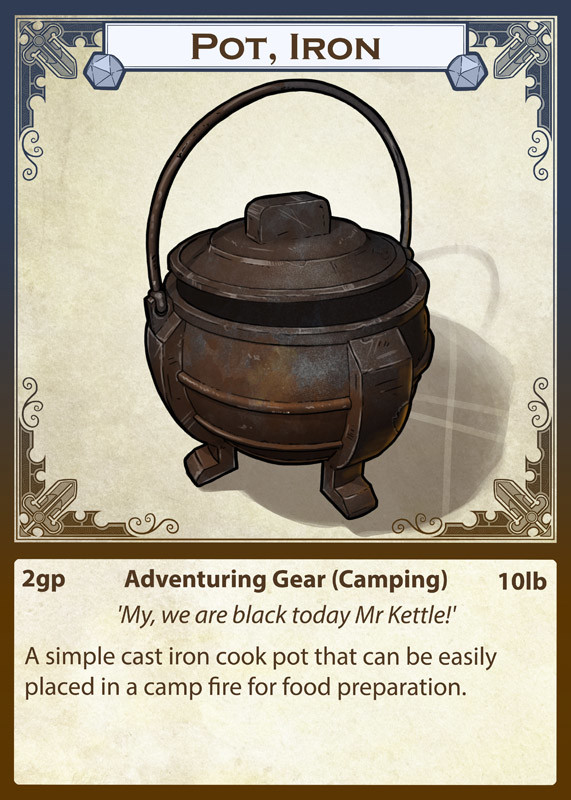 Pot, Iron
2gp Adventuring Gear (Camping) 10lb
'My, we are black today Mr Kettle!'
A simple cast iron cook pot that can be easily
placed in a camp fire for food preparation.